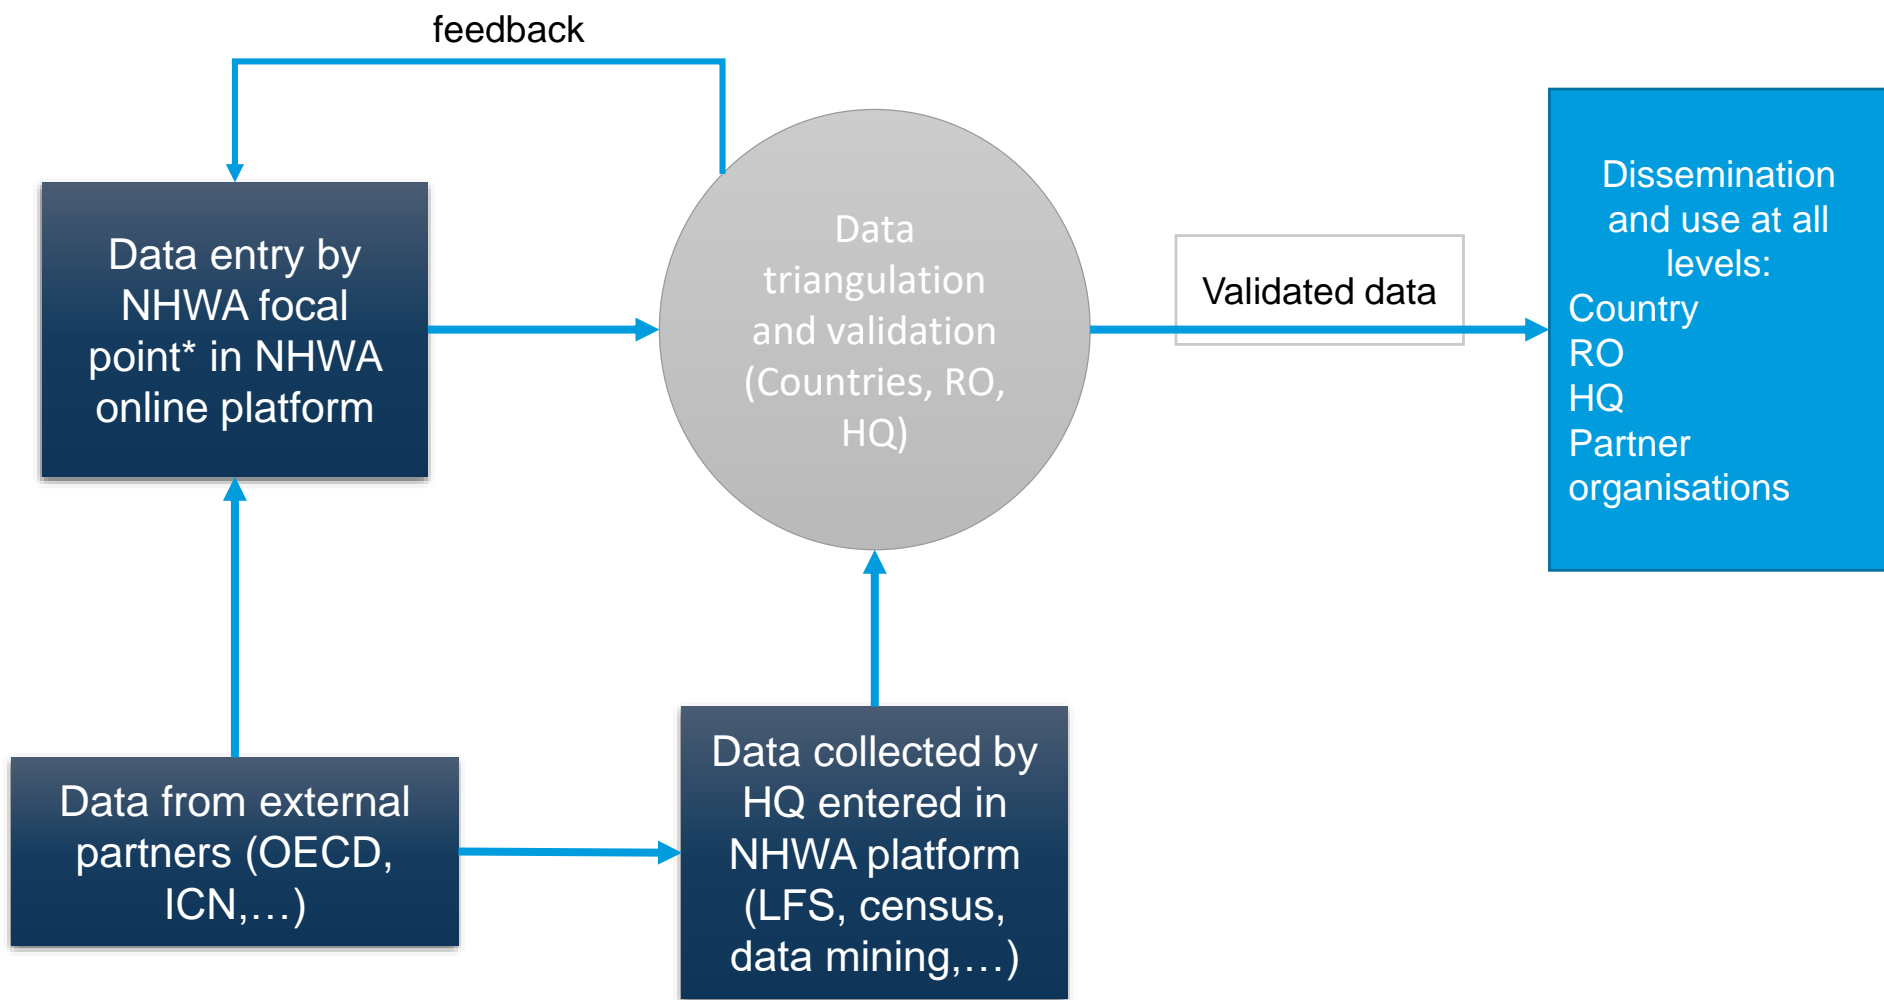 feedback
Data entry by
NHWA focal
point* in NHWA
online platform
Data
triangulation
and validation
(Countries, RO,
HQ)
Validated data
Dissemination
and use at all
levels:
Country
RO
HQ
Partner
organisations
Data from external
partners (OECD,
ICN,…)
Data collected by
HQ entered in
NHWA platform
(LFS, census,
data mining,…)